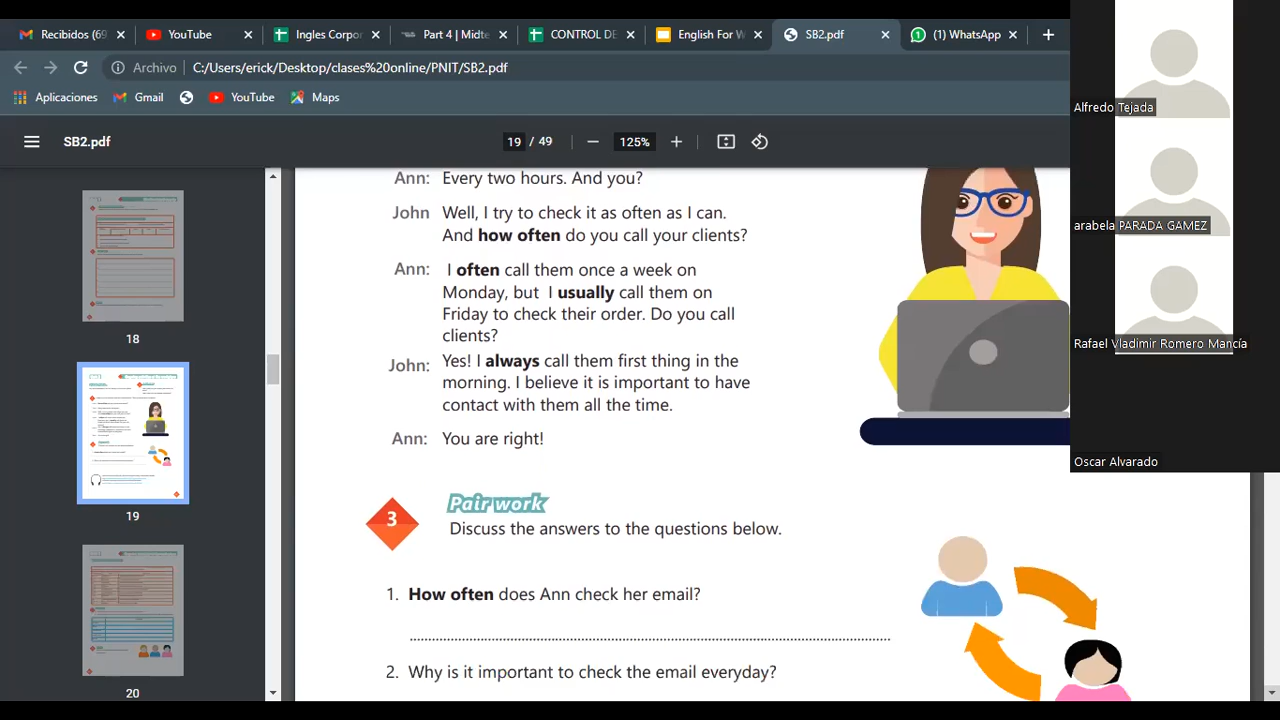 Recibidos (69
YouTube
Ingles Corpor
Part 4 | Midte
CONTROL DE
English For W
SB2.pdf
(1) WhatsApp
Archivo
C:/Users/erick/Desktop/clases%20online/PNIT/SB2.pdf
Aplicaciones
Gmail
YouTube
Maps
SB2.pdf
19 / 49
125%
18
19
20
Ann: Every two hours. And you?
John Well, I try to check it as often as I can.
And how often do you call your clients?
Ann: I often call them once a week on
Monday, but I usually call them on
Friday to check their order. Do you call
clients?
John: Yes! I always call them first thing in the
morning. I believe it is important to have
contact with them all the time.
Ann: You are right!
3
Pair work
Discuss the answers to the questions below.
1. How often does Ann check her email?
2. Why is it important to check the email everyday?
Alfredo Tejada
arabela PARADA GAMEZ
Rafael Vladimir Romero Mancía
Oscar Alvarado